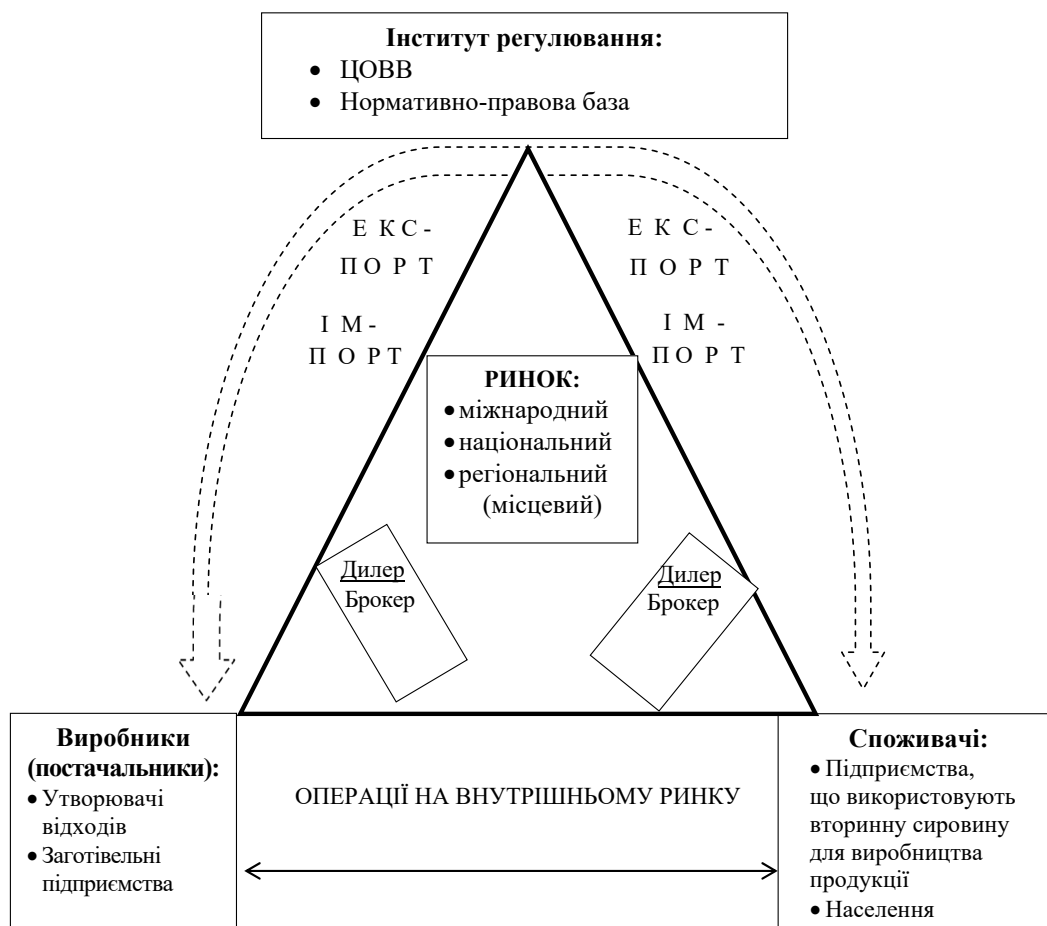 Інститут регулювання:
• ЦОВВ
• Нормативно-правова база
Е К С -
П О Р Т
І М -
П О Р Т
Е К С -
П О Р Т
І М -
П О Р Т
РИНОК:
• міжнародний
• національний
• регіональний
(місцевий)
Дилер
Брокер
Дилер
Брокер
Виробники
(постачальники):
• Утворювачі
відходів
• Заготівельні
підприємства
ОПЕРАЦІЇ НА ВНУТРІШНЬОМУ РИНКУ
Споживачі:
• Підприємства,
що використовують
вторинну сировину
для виробництва
продукції
• Населення